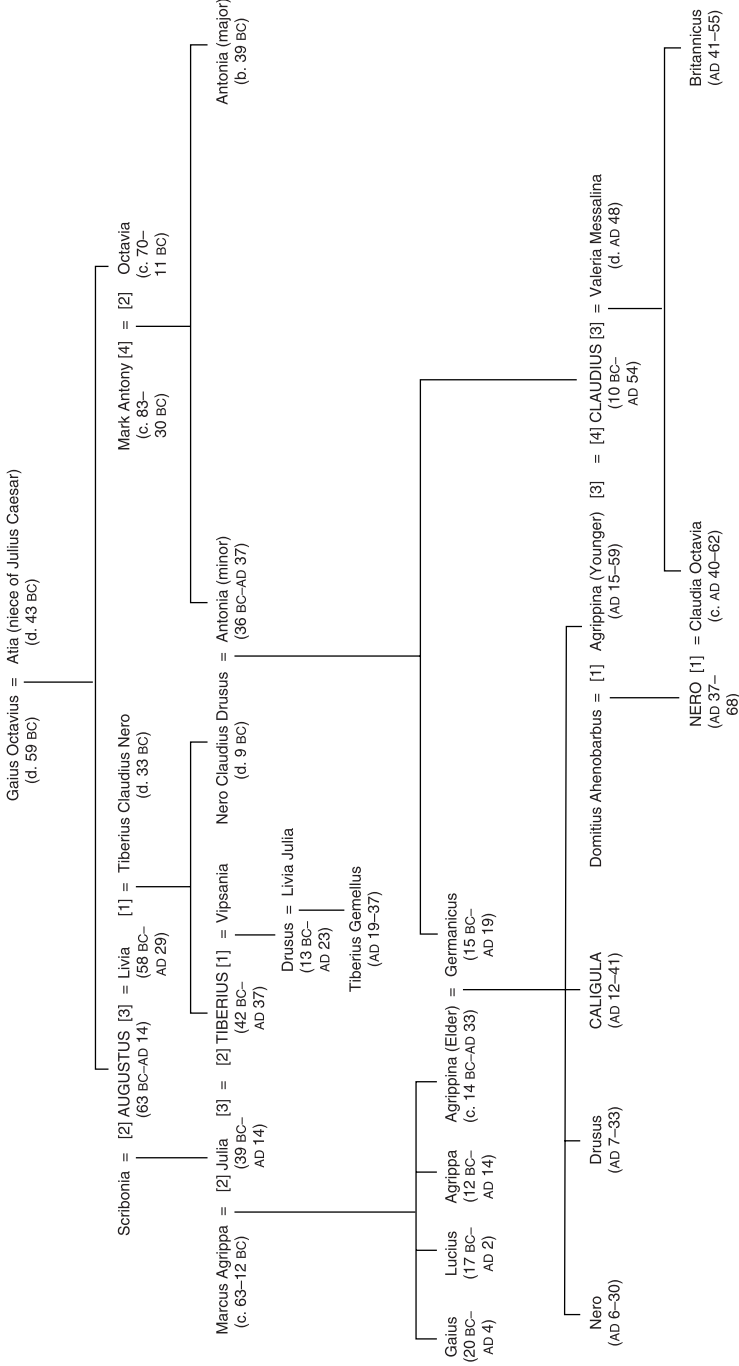 Gaius Octavius = Atia (niece of Julius Caesar)
(d. 59 BC) (d. 43 BC)
Scribonia = [2] AUGUSTUS [3] = Livia [1] = Tiberius Claudius Nero
(63 BC–AD 14) (58 BC–
AD 29)
(d. 33 BC)
Mark Antony [4] = [2] Octavia
(c. 83–
30 BC)
(c. 70–
11 BC)
Marcus Agrippa = [2] Julia [3] = [2] TIBERIUS [1] = Vipsania
(c. 63–12 BC)
(39 BC–
AD 14)
(42 BC–
AD 37)
Nero Claudius Drusus = Antonia (minor)
(d. 9 BC) (36 BC–AD 37)
Antonia (major)
(b. 39 BC)
Drusus = Livia Julia
(13 BC–
AD 23)
Tiberius Gemellus
(AD 19–37)
Gaius
(20 BC–
AD 4)
Lucius
(17 BC–
AD 2)
Agrippa
(12 BC–
AD 14)
Agrippina (Elder) = Germanicus
(c. 14 BC–AD 33)
(15 BC–
AD 19)
Nero
(AD 6–30)
Drusus
(AD 7–33)
CALIGULA
(AD 12–41)
Domitius Ahenobarbus = [1] Agrippina (Younger) [3] = [4] CLAUDIUS [3] = Valeria Messalina
(AD 15–59)
(10 BC–
AD 54)
(d. AD 48)
NERO [1] = Claudia Octavia
(AD 37–
68)
(c. AD 40–62)
Britannicus
(AD 41–55)